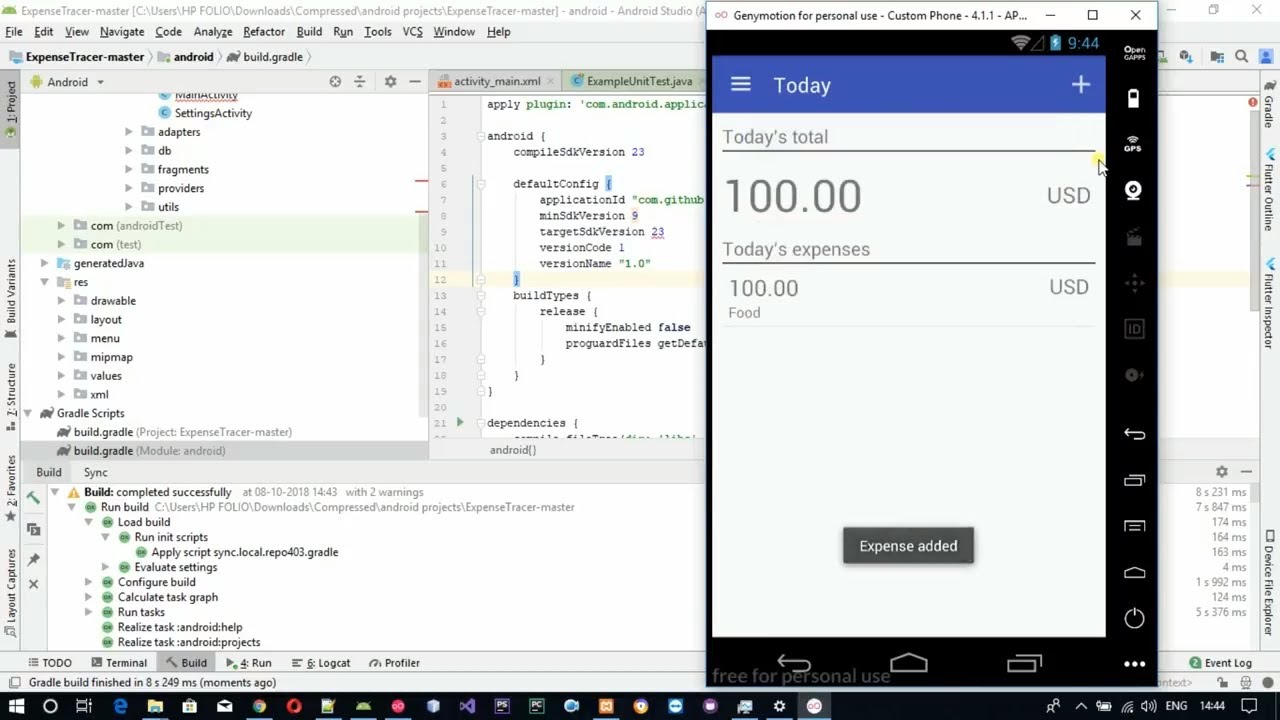 ExpenseTracer-master [C:\Users\HP FOLIO\Downloads\Compressed\android projects\ExpenseTracer-master] - android - Android Studio
File Edit View Navigate Code Analyze Refactor Build Run Tools VCS Window Help
ExpenseTracer-master android build.gradle
Android
activity_main.xml
ExampleUnitTest.java
1: Project
Build Variants
7: Structure
2: Favorites
Layout Captures
MainActivity
SettingsActivity
adapters
db
fragments
providers
utils
com (androidTest)
com (test)
generatedJava
res
drawable
layout
menu
mipmap
values
xml
Gradle Scripts
build.gradle (Project: ExpenseTracer-master)
build.gradle (Module: android)
1 apply plugin: 'com.android.applica
2
3 android {
4 compileSdkVersion 23
5
6 defaultConfig {
7 applicationId "com.github
8 minSdkVersion 9
9 targetSdkVersion 23
10 versionCode 1
11 versionName "1.0"
12 }
13 buildTypes {
14 release {
15 minifyEnabled false
16 proguardFiles getDefau
17 }
18 }
19 }
20
21 dependencies {
android{}
Build Sync
Build: completed successfully at 08-10-2018 14:43 with 2 warnings
Run build C:\Users\HP FOLIO\Downloads\Compressed\android projects\ExpenseTracer-master
Load build
Run init scripts
Apply script sync.local.repo403.gradle
Evaluate settings
Configure build
Calculate task graph
Run tasks
Realize task :android:help
Realize task :android:projects
8 s 231 ms
7 s 847 ms
174 ms
164 ms
163 ms
4 ms
1 s 992 ms
124 ms
5 s 376 ms
Genymotion for personal use - Custom Phone - 4.1.1 - AP...
9:44
Today
Today's total
100.00 USD
Today's expenses
100.00 USD
Food
Expense added
free for personal use
Open
GAPPS
GPS
ID
Gradle
Flutter Outline
Flutter Inspector
Device File Explorer
TODO Terminal Build 4: Run 6: Logcat Profiler
Event Log
Gradle build finished in 8 s 249 ms (moments ago)
ntext>
PS
PC
ENG 14:44